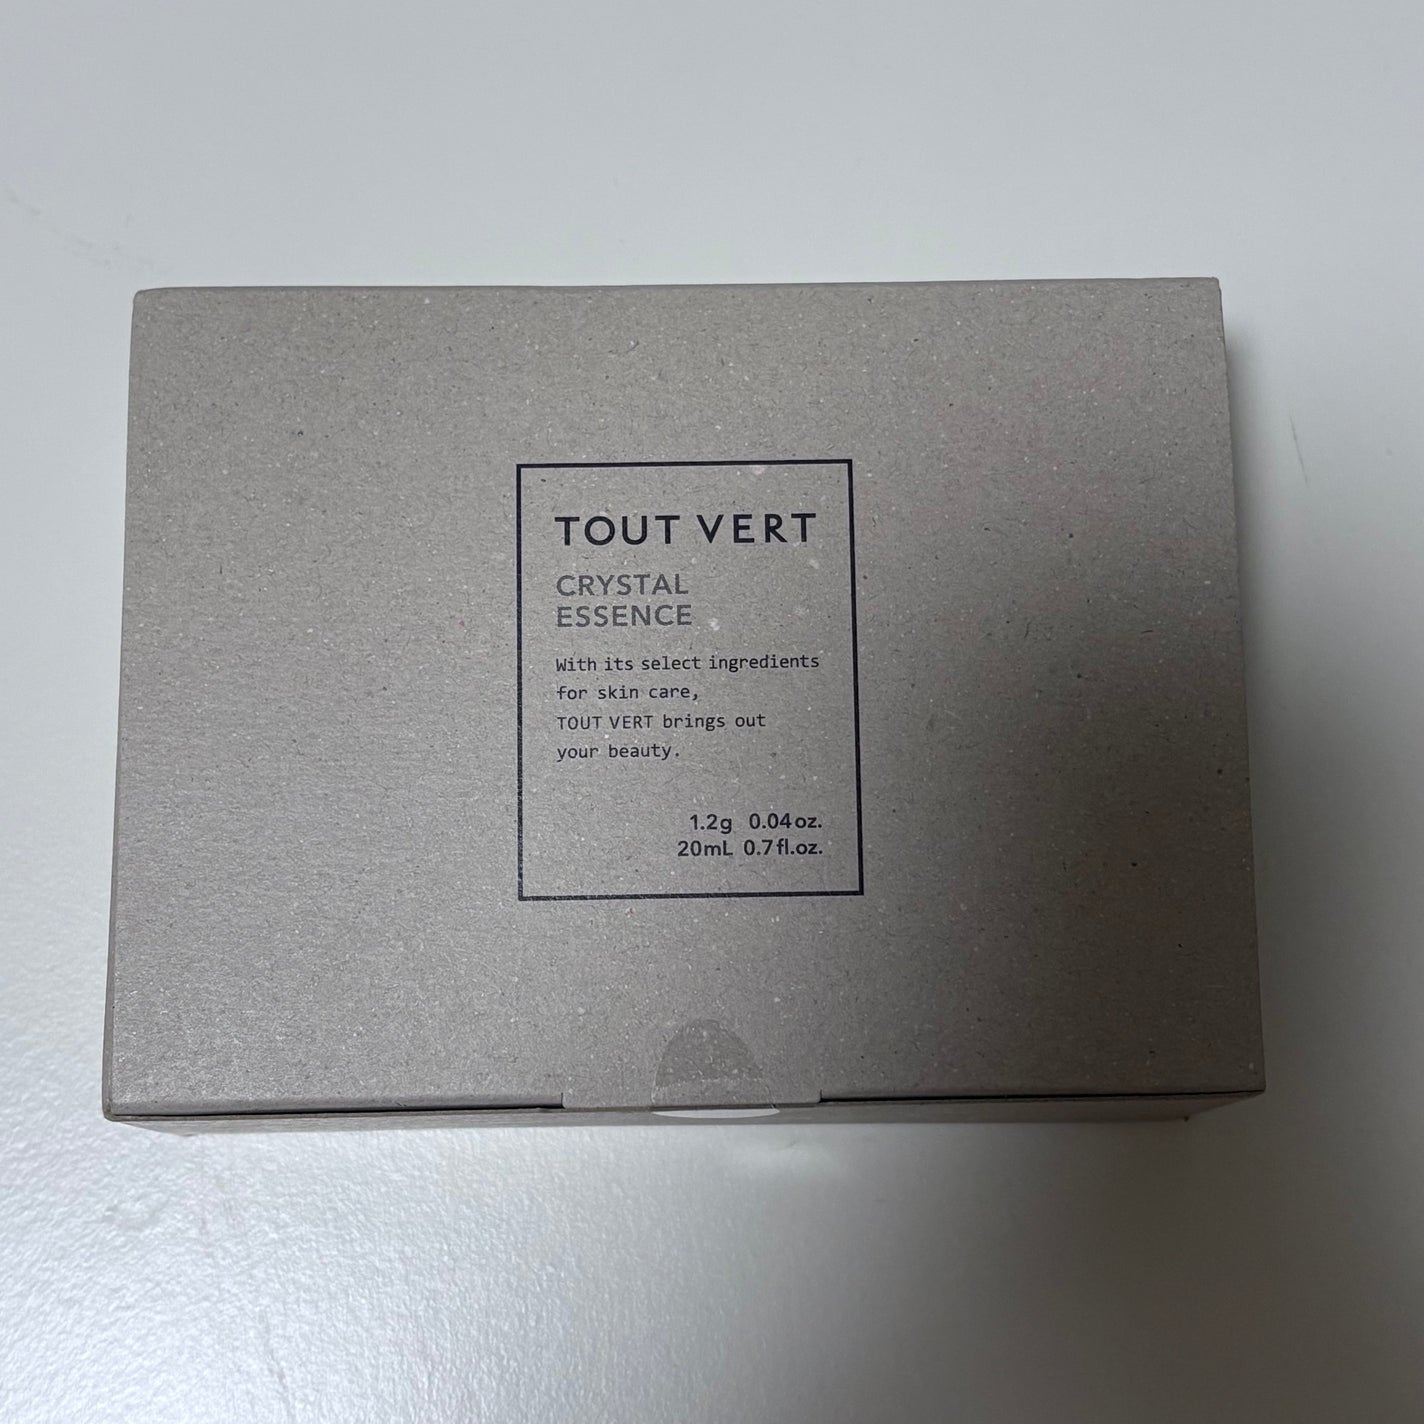 TOUT VERT
CRYSTAL
ESSENCE
With its select ingredients
for skin care,
TOUT VERT brings out
your beauty.
1.2g 0.04oz.
20mL 0.7fl.oz.